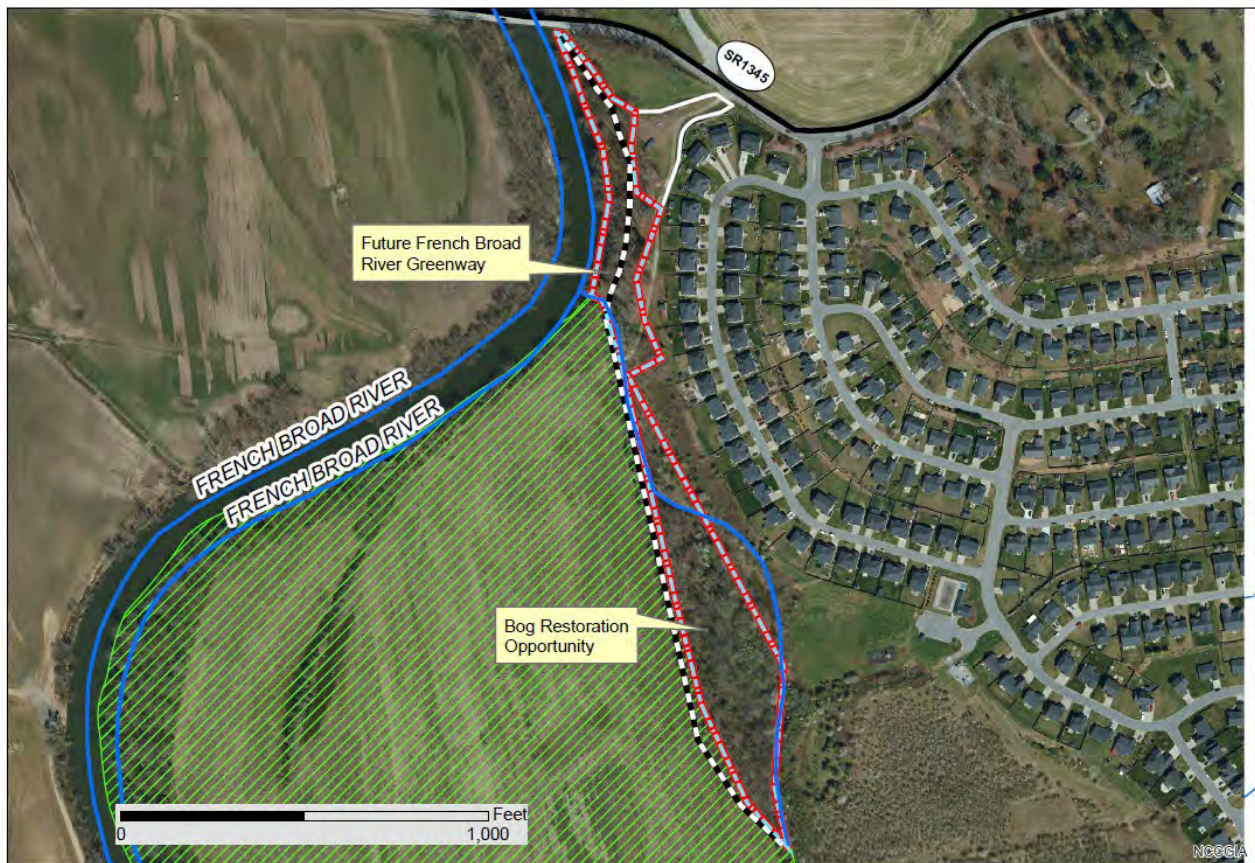 SR1345
Future French Broad
River Greenway
FRENCH BROAD RIVER
FRENCH BROAD RIVER
Bog Restoration
Opportunity
Feet
0
1,000
NCCGIA